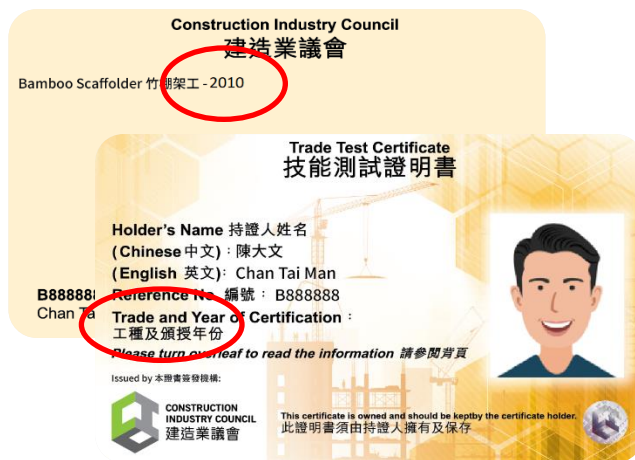 Construction Industry Council
建造業議會
Bamboo Scaffolder 竹棚架工 - 2010
Trade Test Certificate
技能測試證明書
Holder's Name 持證人姓名
(Chinese 中文)：陳大文
(English 英文): Chan Tai Man
B888888
Reference No. 編號： B888888
Chan Ta
Trade and Year of Certification：
工種及頒授年份
Please turn overleaf to read the information 請參閱背頁
Issued by 本證書簽發機構:
CONSTRUCTION
INDUSTRY COUNCIL
建造業議會
This certificate is owned and should be keptby the certificate holder.
此證明書須由持證人擁有及保存